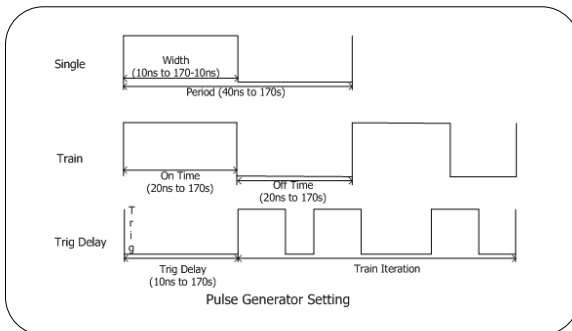 Single
Width
(10ns to 170-10ns)
Period (40ns to 170s)
Train
On Time
(20ns to 170s)
Off Time
(20ns to 170s)
Trig
Trig Delay
Trig Delay
(10ns to 170s)
Train Iteration
Pulse Generator Setting